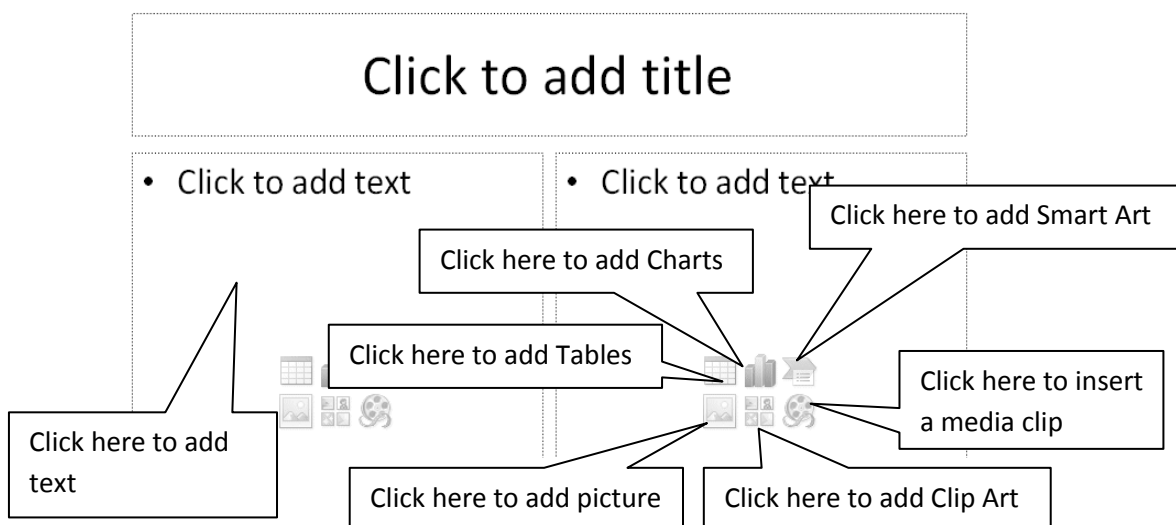 Click to add title
• Click to add text
• Click to add text
Click here to add Smart Art
Click here to add Charts
Click here to add Tables
Click here to insert
a media clip
Click here to add
text
Click here to add picture
Click here to add Clip Art